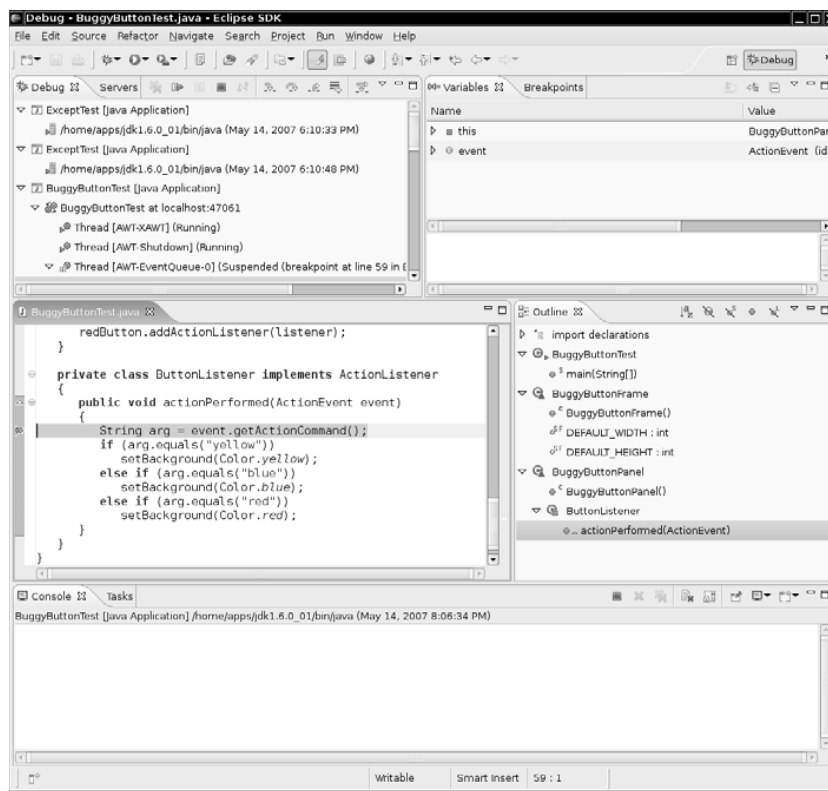 Debug - BuggyButtonTest.java - Eclipse SDK
File Edit Source Refactor Navigate Search Project Run Window Help
Debug
Debug Servers
ExceptTest [Java Application]
/home/apps/jdk1.6.0_01/bin/java (May 14, 2007 6:10:33 PM)
ExceptTest [Java Application]
/home/apps/jdk1.6.0_01/bin/java (May 14, 2007 6:10:48 PM)
BuggyButtonTest [Java Application]
BuggyButtonTest at localhost:47061
Thread [AWT-XAWT] (Running)
Thread [AWT-Shutdown] (Running)
Thread [AWT-EventQueue-0] (Suspended (breakpoint at line 59 in
Variables Breakpoints
Name Value
this BuggyButtonPar
event ActionEvent (id
BuggyButtonTest.java
redButton.addActionListener(listener);
}
private class ButtonListener implements ActionListener
{
public void actionPerformed(ActionEvent event)
{
String arg = event.getActionCommand();
if (arg.equals("yellow"))
setBackground(Color.yellow);
else if (arg.equals("blue"))
setBackground(Color.blue);
else if (arg.equals("red"))
setBackground(Color.red);
}
}
}
Outline
import declarations
BuggyButtonTest
main(String[])
BuggyButtonFrame
BuggyButtonFrame()
DEFAULT_WIDTH : int
DEFAULT_HEIGHT : int
BuggyButtonPanel
BuggyButtonPanel()
ButtonListener
actionPerformed(ActionEvent)
Console Tasks
BuggyButtonTest [Java Application] /home/apps/jdk1.6.0_01/bin/java (May 14, 2007 8:06:34 PM)
Writable Smart Insert 59 : 1